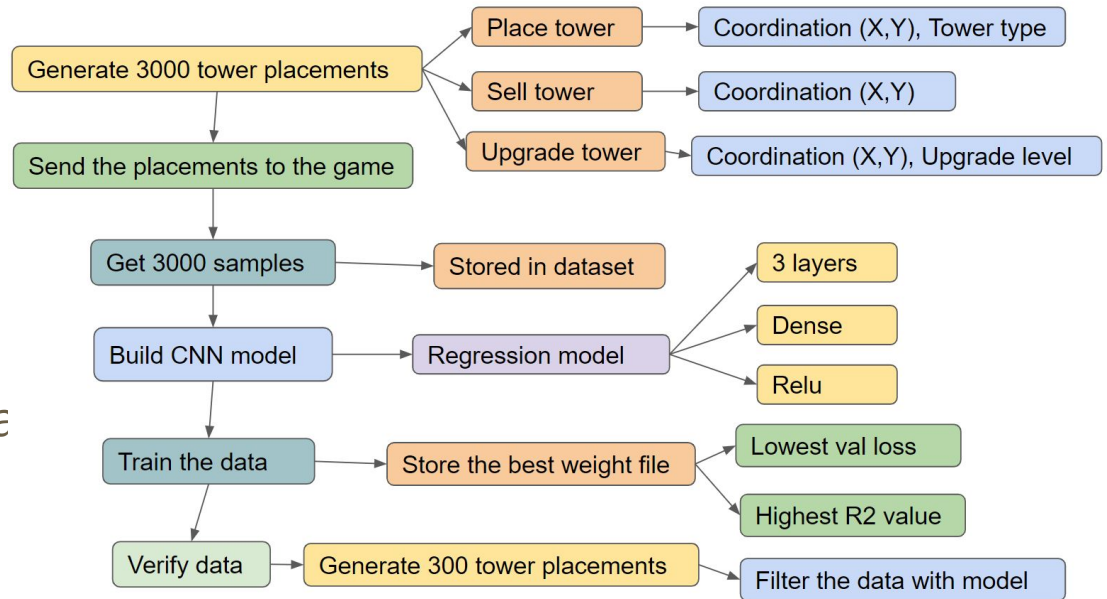 Place tower
Coordination (X,Y), Tower type
Generate 3000 tower placements
Sell tower
Coordination (X,Y)
Upgrade tower
Coordination (X,Y), Upgrade level
Send the placements to the game
Get 3000 samples
Stored in dataset
3 layers
Build CNN model
Regression model
Dense
Relu
Train the data
Store the best weight file
Lowest val loss
Highest R2 value
Verify data
Generate 300 tower placements
Filter the data with model